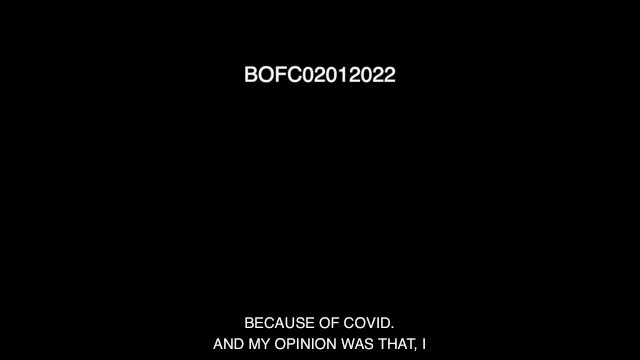 BOFC02012022
BECAUSE OF COVID.
AND MY OPINION WAS THAT, I